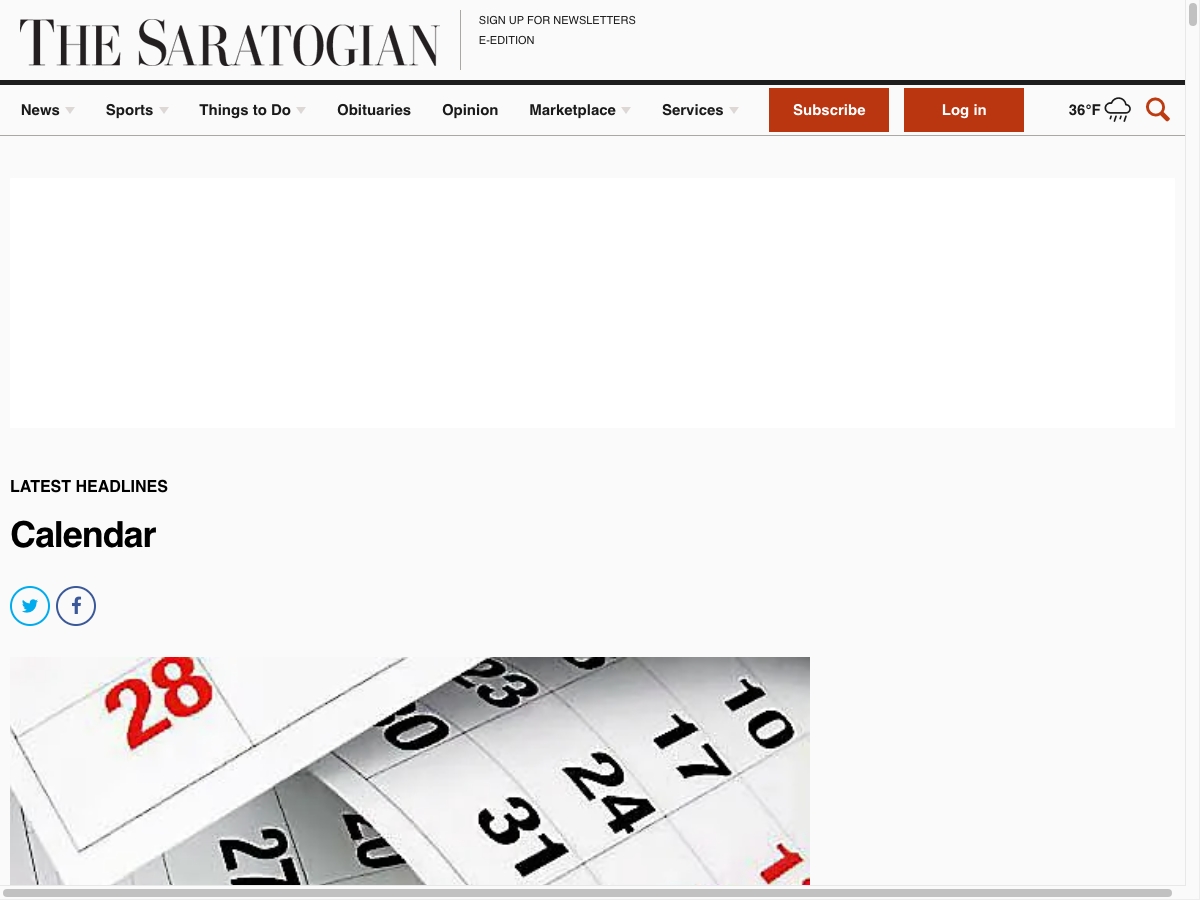 THE SARATOGIAN
SIGN UP FOR NEWSLETTERS
E-EDITION
News Sports Things to Do Obituaries Opinion Marketplace Services Subscribe Log in 36°F
LATEST HEADLINES
Calendar
28
23
30
10
17
24
31
27
20